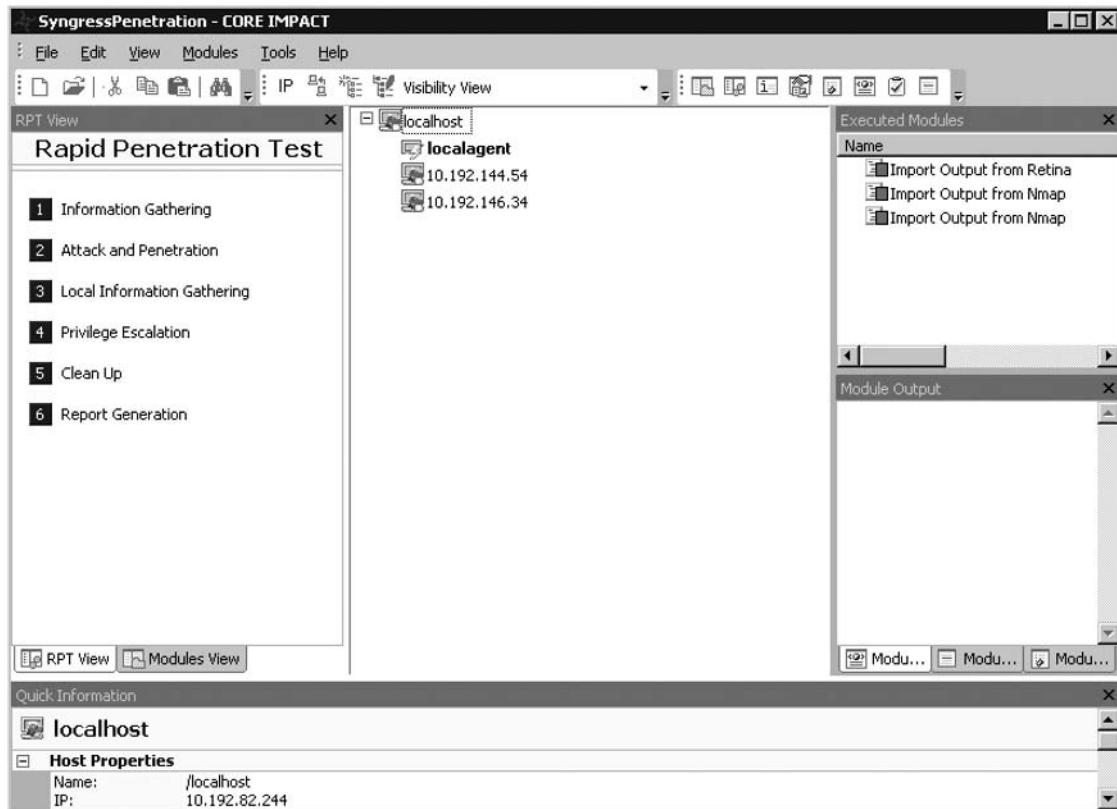 SyngressPenetration - CORE IMPACT
File Edit View Modules Tools Help
IP Visibility View
RPT View
Rapid Penetration Test
1 Information Gathering
2 Attack and Penetration
3 Local Information Gathering
4 Privilege Escalation
5 Clean Up
6 Report Generation
RPT View Modules View
localhost
localagent
10.192.144.54
10.192.146.34
Executed Modules
Name
Import Output from Retina
Import Output from Nmap
Import Output from Nmap
Module Output
Modu... Modu... Modu...
Quick Information
localhost
Host Properties
Name: /localhost
IP: 10.192.82.244